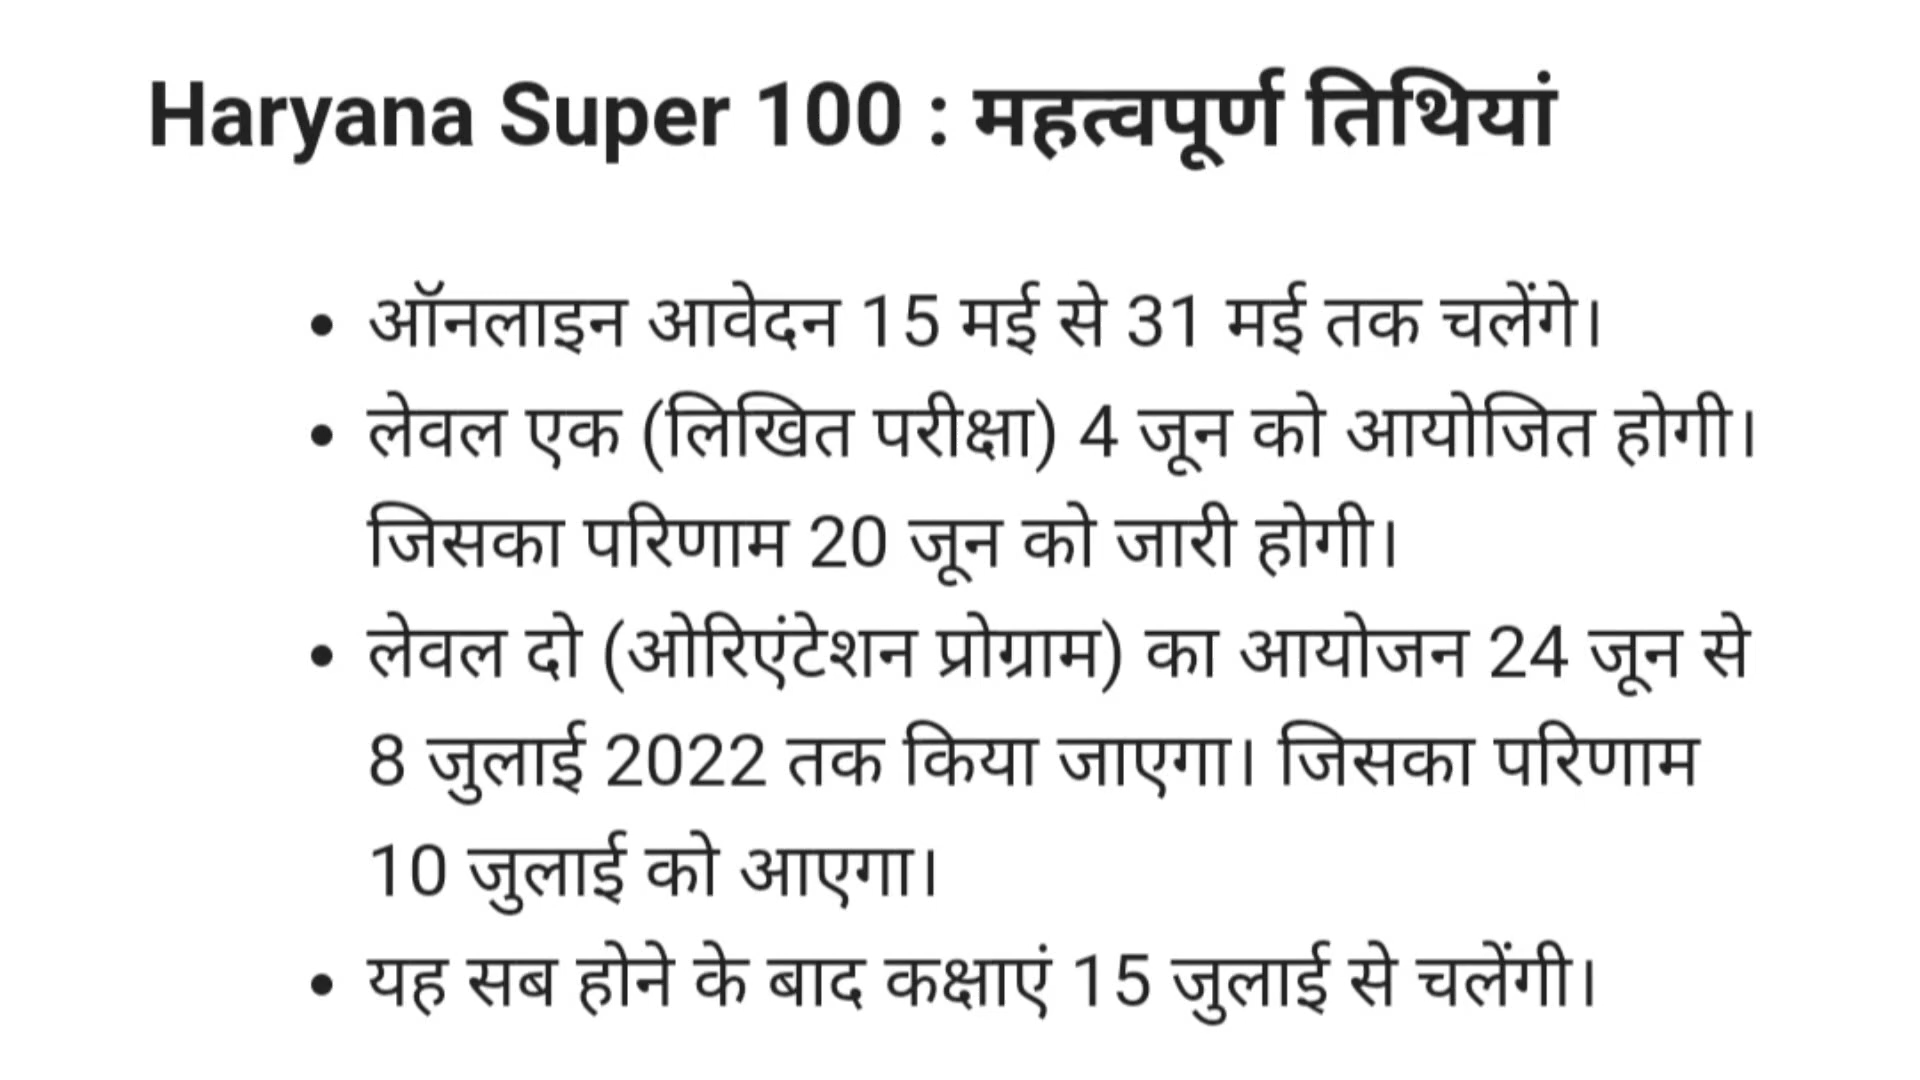 Haryana Super 100 : महत्वपूर्ण तिथियां
• ऑनलाइन आवेदन 15 मई से 31 मई तक चलेंगे।
• लेवल एक (लिखित परीक्षा) 4 जून को आयोजित होगी।
जिसका परिणाम 20 जून को जारी होगी।
• लेवल दो (ओरिएंटेशन प्रोग्राम) का आयोजन 24 जून से
8 जुलाई 2022 तक किया जाएगा। जिसका परिणाम
10 जुलाई को आएगा।
• यह सब होने के बाद कक्षाएं 15 जुलाई से चलेंगी।